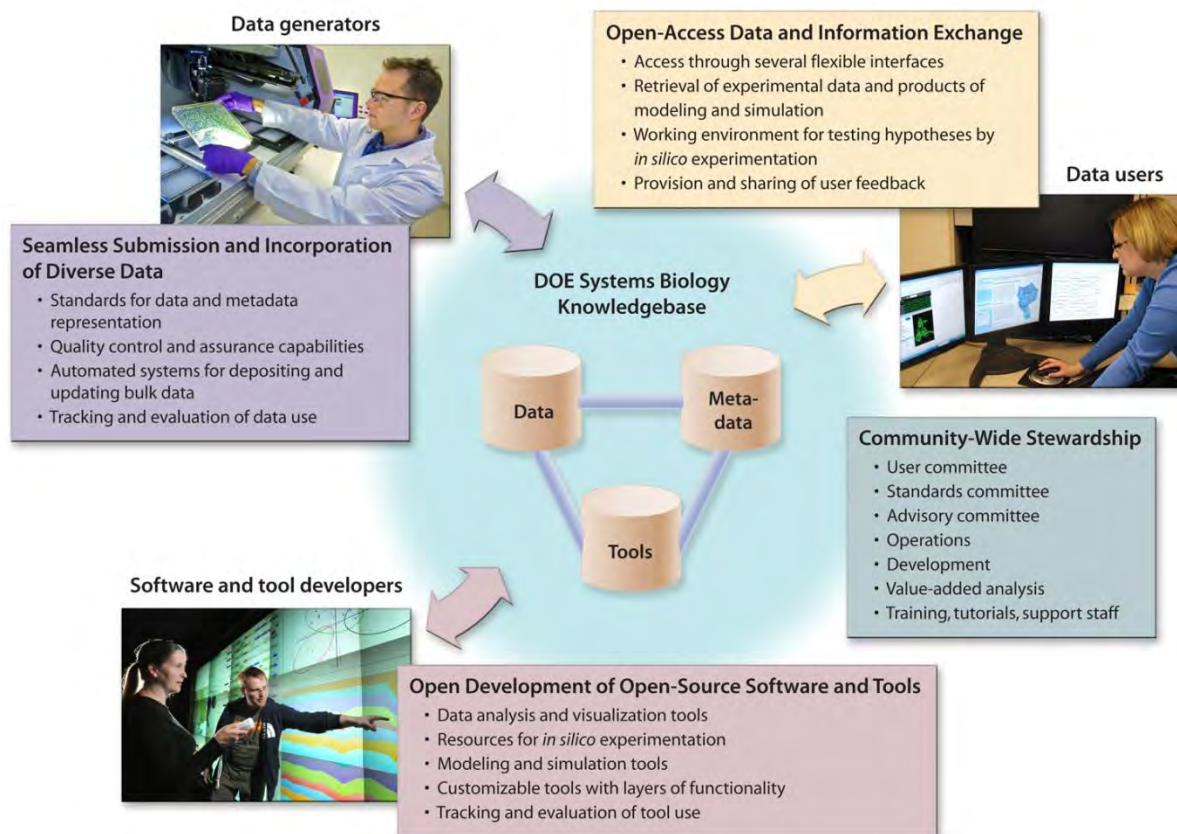 Data generators
Open-Access Data and Information Exchange
• Access through several flexible interfaces
• Retrieval of experimental data and products of
modeling and simulation
• Working environment for testing hypotheses by
in silico experimentation
• Provision and sharing of user feedback
Data users
Seamless Submission and Incorporation
of Diverse Data
• Standards for data and metadata
representation
• Quality control and assurance capabilities
• Automated systems for depositing and
updating bulk data
• Tracking and evaluation of data use
DOE Systems Biology
Knowledgebase
Data
Meta-
data
Tools
Community-Wide Stewardship
• User committee
• Standards committee
• Advisory committee
• Operations
• Development
• Value-added analysis
• Training, tutorials, support staff
Software and tool developers
Open Development of Open-Source Software and Tools
• Data analysis and visualization tools
• Resources for in silico experimentation
• Modeling and simulation tools
• Customizable tools with layers of functionality
• Tracking and evaluation of tool use